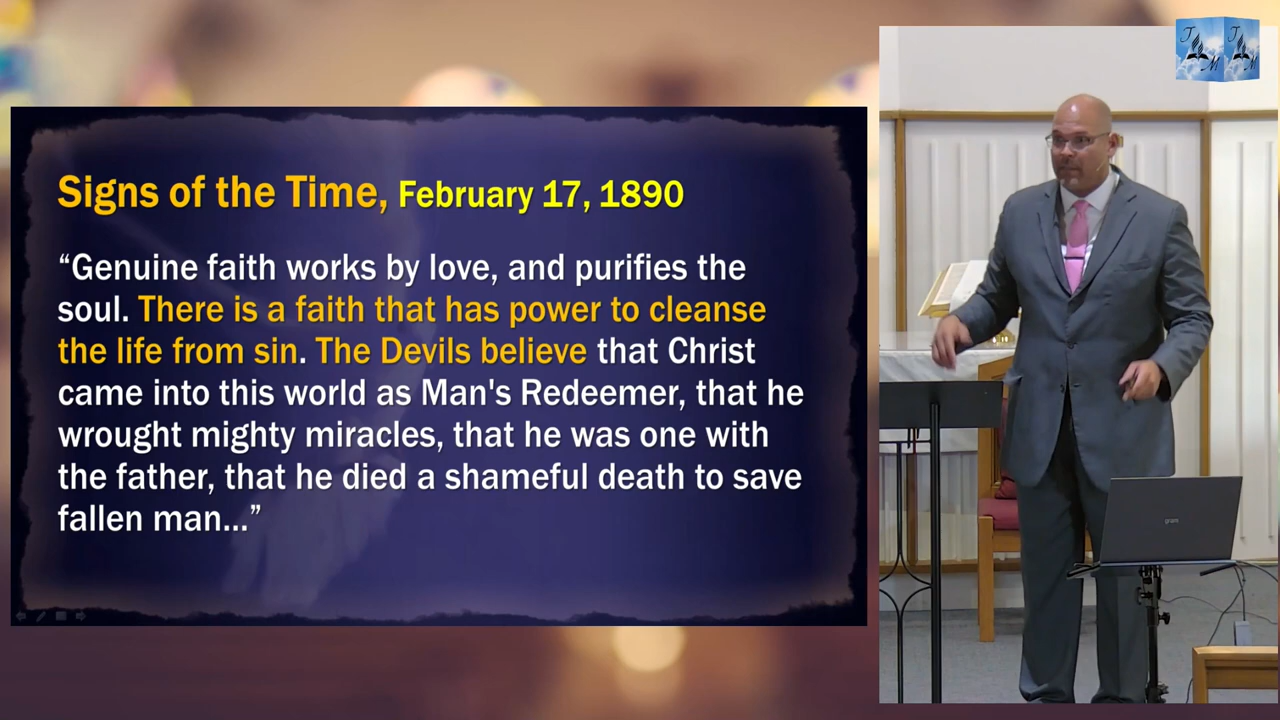 Signs of the Time, February 17, 1890
“Genuine faith works by love, and purifies the
soul. There is a faith that has power to cleanse
the life from sin. The Devils believe that Christ
came into this world as Man's Redeemer, that he
wrought mighty miracles, that he was one with
the father, that he died a shameful death to save
fallen man...”
T
M
T
M
gram